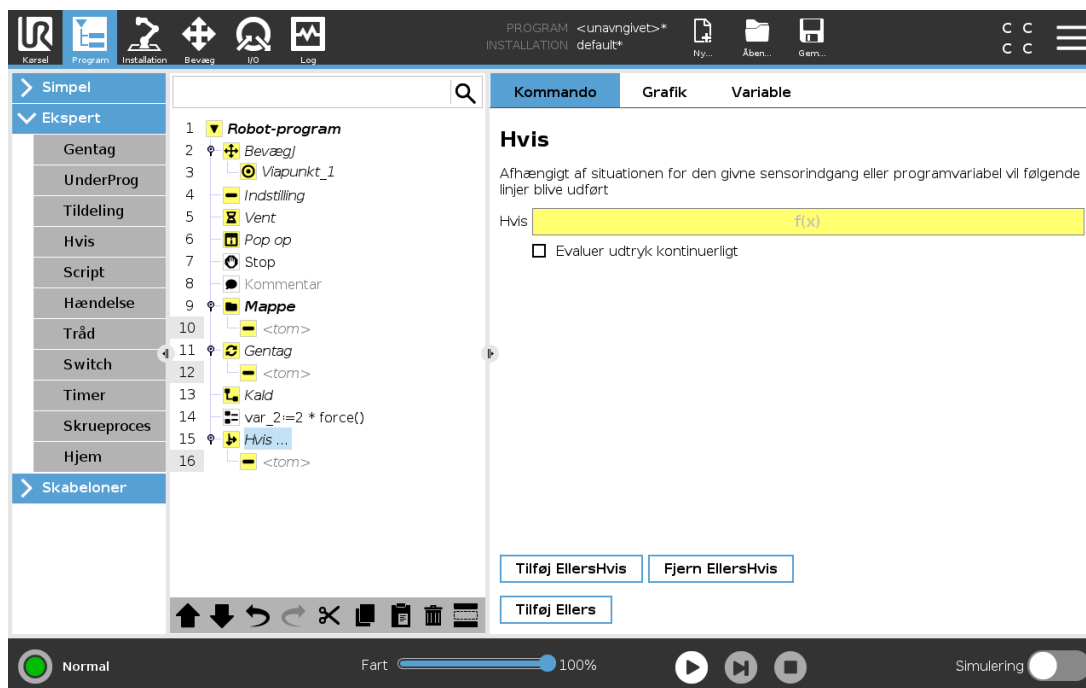 PROGRAM <unavngivet>*
INSTALLATION default*
C C
C C
Kørsel
Program
Installation
Bevæg
I/O
Log
Ny...
Åben...
Gem...
Simpel
Ekspert
Gentag
UnderProg
Tildeling
Hvis
Script
Hændelse
Tråd
Switch
Timer
Skrueproces
Hjem
Skabeloner
1 Robot-program
2 BevægJ
3 Viapunkt_1
4 Indstilling
5 Vent
6 Pop op
7 Stop
8 Kommentar
9 Mappe
10 <tom>
11 Gentag
12 <tom>
13 Kald
14 var_2:=2 * force()
15 Hvis ...
16 <tom>
Kommando
Grafik
Variable
Hvis
Afhængigt af situationen for den givne sensorindgang eller programvariabel vil følgende
linjer blive udført
Hvis f(x)
Evaluer udtryk kontinuerligt
Tilføj EllersHvis
Fjern EllersHvis
Tilføj Ellers
Normal
Fart 100%
Simulering